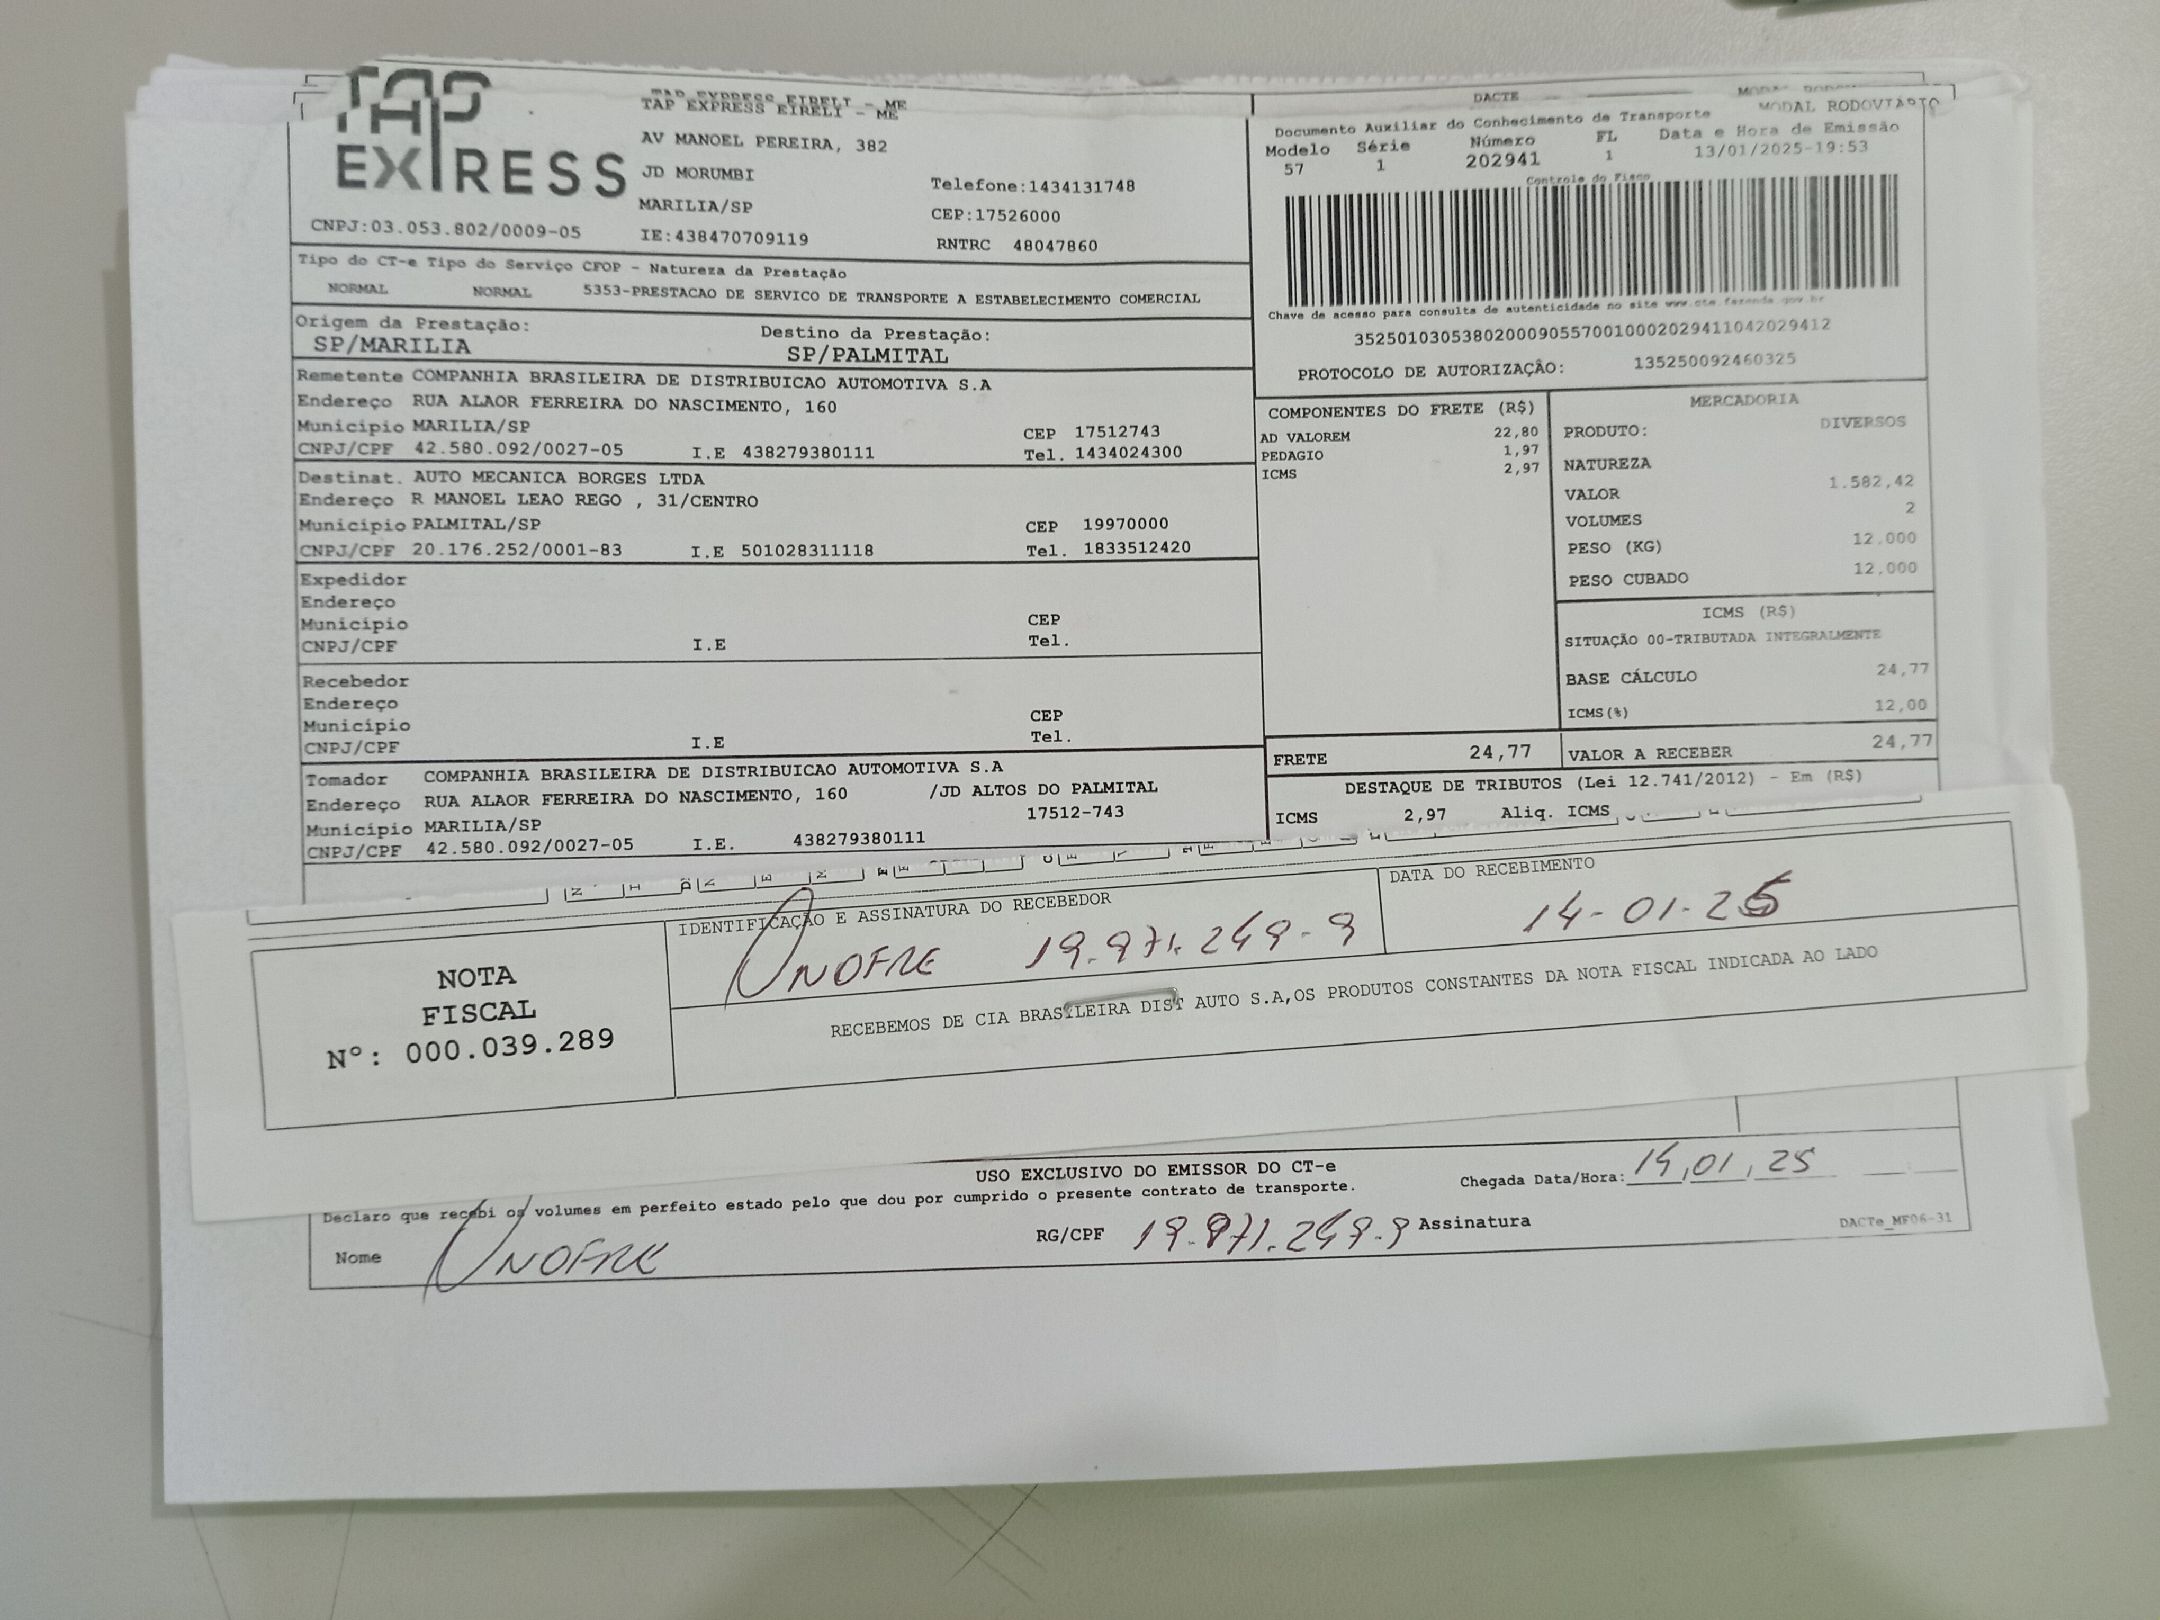 TAP
EXPRESS
TAP EXPRESS EIRELI - ME
TAP EXPRESS EIRELI - ME
AV MANOEL PEREIRA, 382
JD MORUMBI
Telefone:1434131748
MARILIA/SP
CEP:17526000
CNPJ:03.053.802/0009-05 IE:438470709119 RNTRC 48047860
Tipo do CT-e Tipo do Serviço CFOP - Natureza da Prestação
NORMAL NORMAL 5353-PRESTACAO DE SERVICO DE TRANSPORTE A ESTABELECIMENTO COMERCIAL
Origem da Prestação: Destino da Prestação:
SP/MARILIA SP/PALMITAL
Remetente COMPANHIA BRASILEIRA DE DISTRIBUICAO AUTOMOTIVA S.A
Endereço RUA ALAOR FERREIRA DO NASCIMENTO, 160
Município MARILIA/SP CEP 17512743
CNPJ/CPF 42.580.092/0027-05 I.E 438279380111 Tel. 1434024300
Destinat. AUTO MECANICA BORGES LTDA
Endereço R MANOEL LEAO REGO , 31/CENTRO
Município PALMITAL/SP CEP 19970000
CNPJ/CPF 20.176.252/0001-83 I.E 501028311118 Tel. 1833512420
Expedidor
Endereço
Município CEP
CNPJ/CPF I.E Tel.
Recebedor
Endereço
Município CEP
CNPJ/CPF I.E Tel.
Tomador COMPANHIA BRASILEIRA DE DISTRIBUICAO AUTOMOTIVA S.A
Endereço RUA ALAOR FERREIRA DO NASCIMENTO, 160 /JD ALTOS DO PALMITAL
Município MARILIA/SP 17512-743
CNPJ/CPF 42.580.092/0027-05 I.E. 438279380111
DACTE
MODAL RODOVIARIO
Documento Auxiliar do Conhecimento de Transporte
Modelo Série Número FL Data e Hora de Emissão
57 1 202941 1 13/01/2025-19:53
Controle do Fisco
Chave de acesso para consulta de autenticidade no site www.cte.fazenda.gov.br
35250103053802000905570010002029411042029412
PROTOCOLO DE AUTORIZAÇÃO: 135250092460325
COMPONENTES DO FRETE (R$)
AD VALOREM 22,80
PEDAGIO 1,97
ICMS 2,97
MERCADORIA
PRODUTO: DIVERSOS
NATUREZA
VALOR 1.582,42
VOLUMES 2
PESO (KG) 12,000
PESO CUBADO 12,000
ICMS (R$)
SITUAÇÃO 00-TRIBUTADA INTEGRALMENTE
BASE CÁLCULO 24,77
ICMS(%) 12,00
FRETE 24,77 VALOR A RECEBER 24,77
DESTAQUE DE TRIBUTOS (Lei 12.741/2012) - Em (R$)
ICMS 2,97 Aliq. ICMS
NOTA
FISCAL
Nº: 000.039.289
IDENTIFICAÇÃO E ASSINATURA DO RECEBEDOR
ONOFRE 19.971.249-9
DATA DO RECEBIMENTO
14-01-25
RECEBEMOS DE CIA BRASILEIRA DIST AUTO S.A,OS PRODUTOS CONSTANTES DA NOTA FISCAL INDICADA AO LADO
USO EXCLUSIVO DO EMISSOR DO CT-e
Declaro que recebi os volumes em perfeito estado pelo que dou por cumprido o presente contrato de transporte.
Chegada Data/Hora: 14,01,25
Nome ONOFRE RG/CPF 19.971.249-9 Assinatura
DACTe_MF06-31